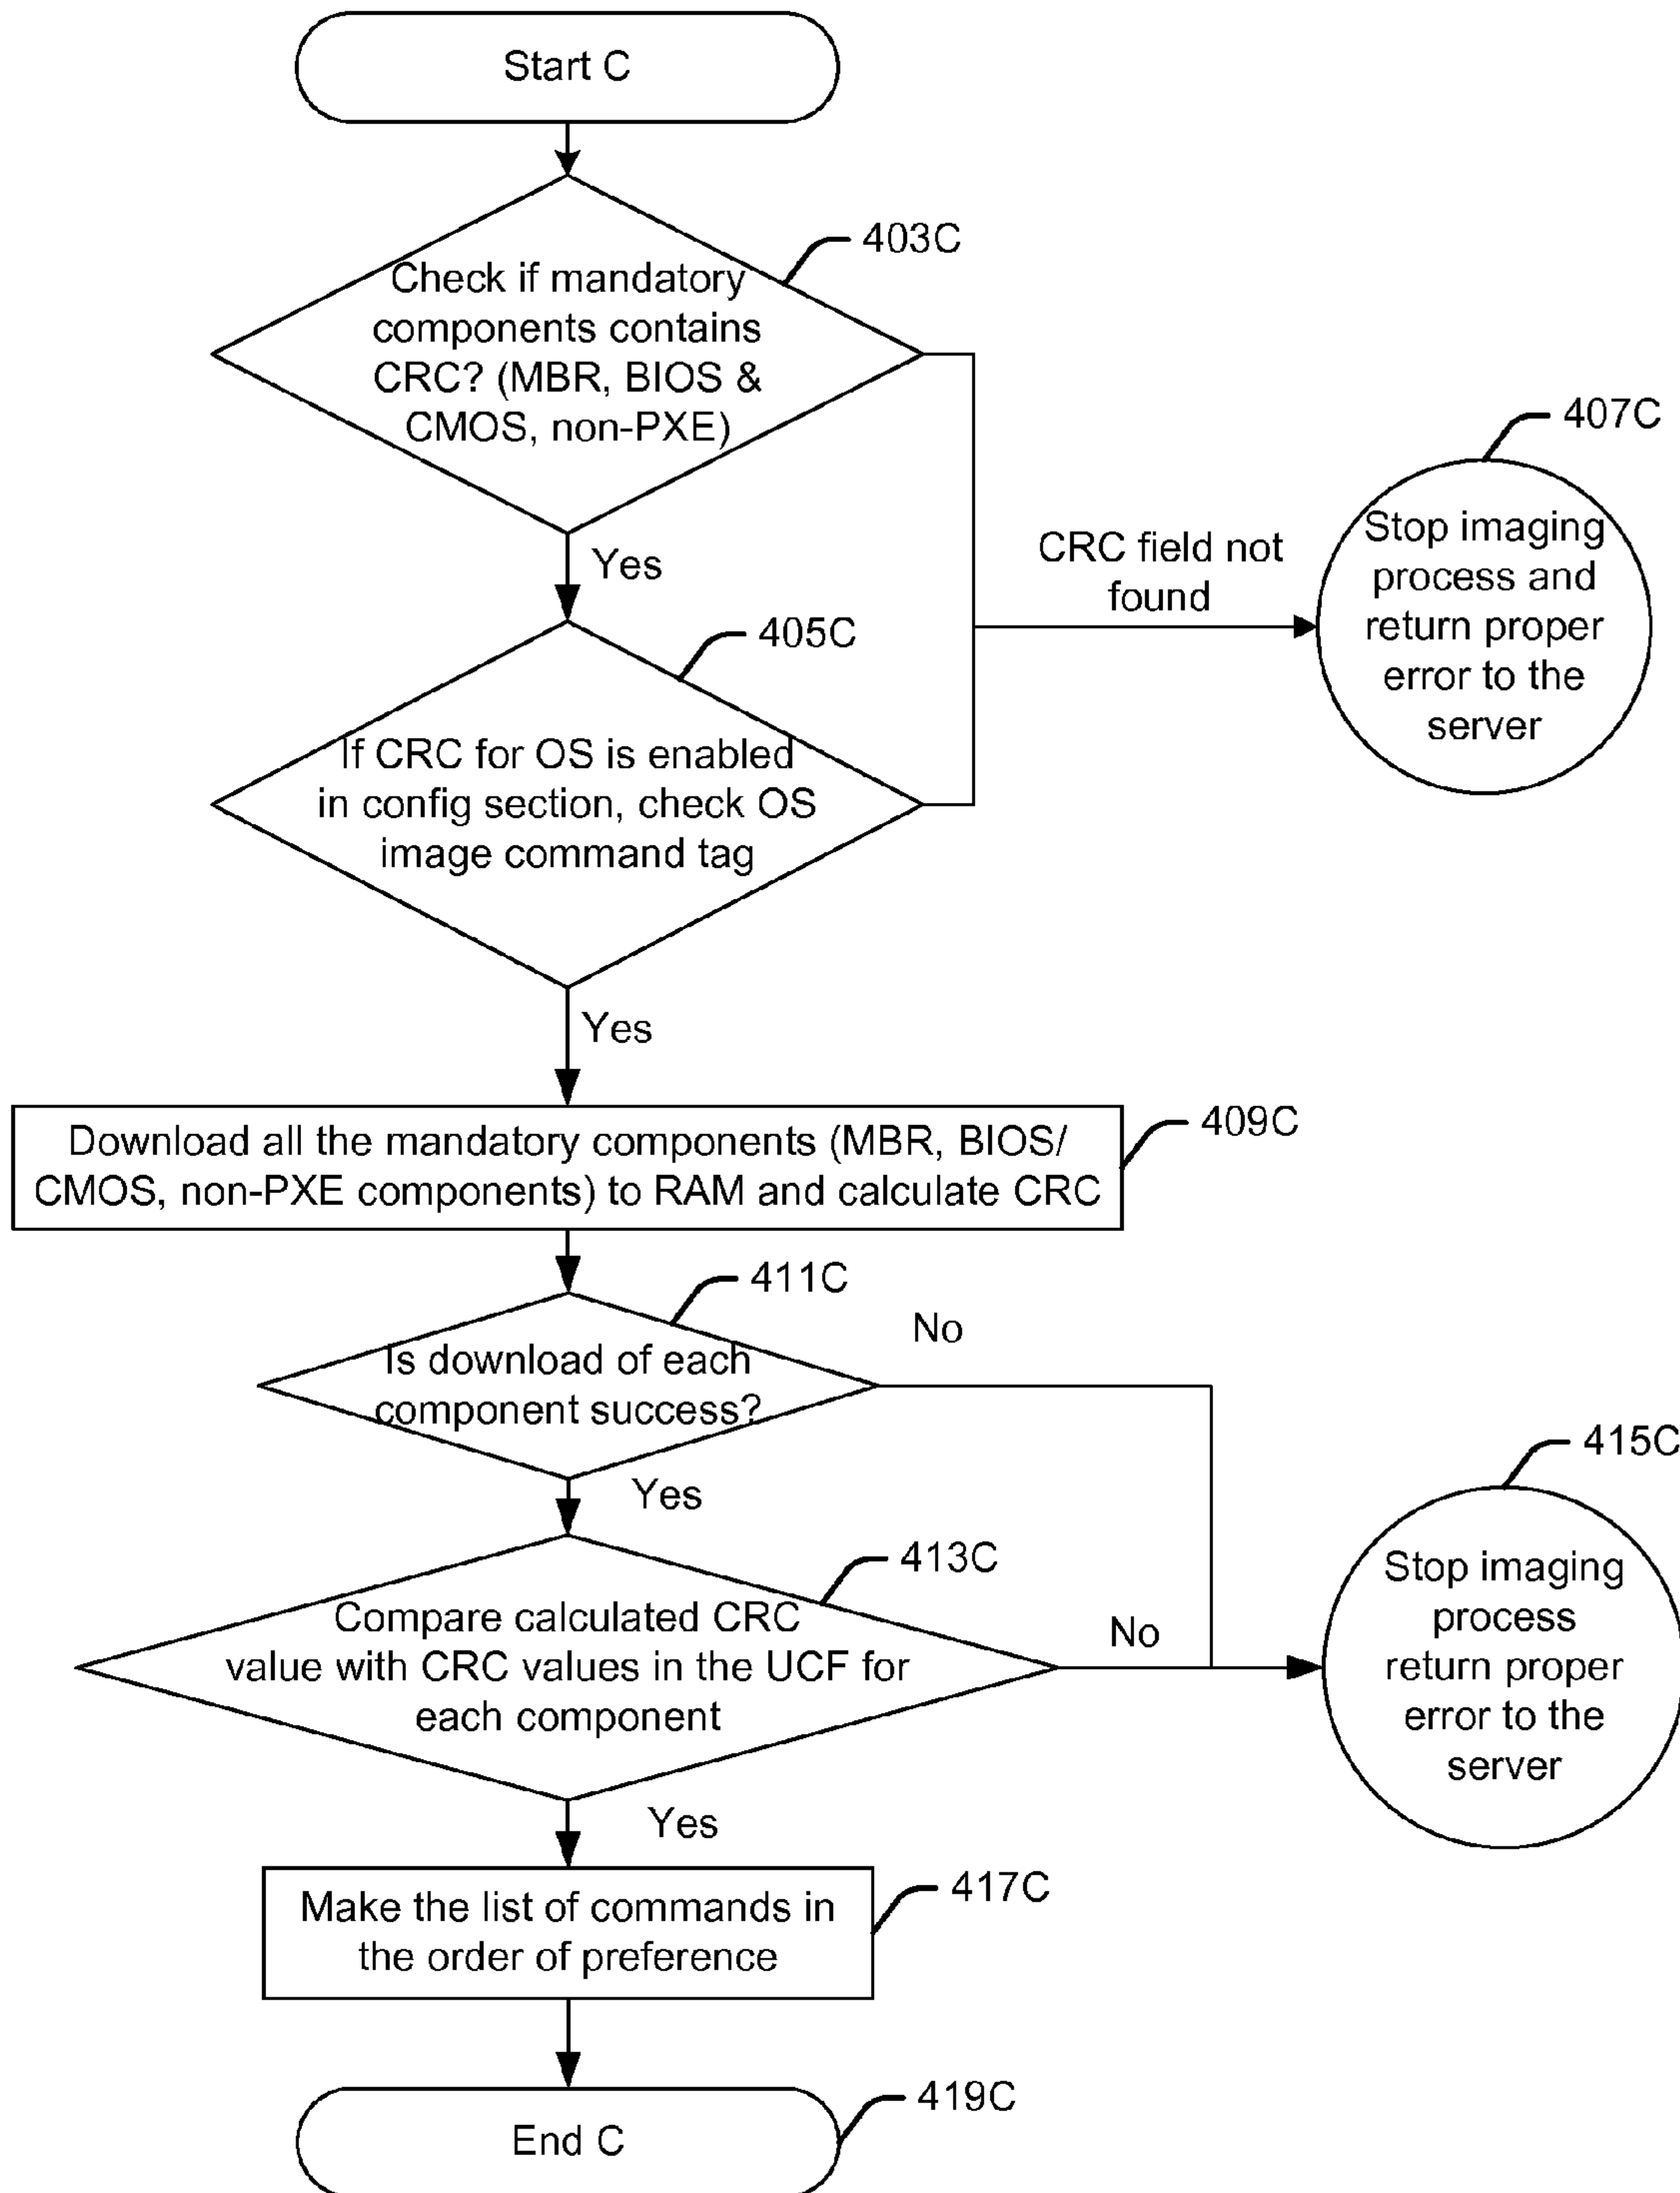 Start C
403C
Check if mandatory
components contains
CRC? (MBR, BIOS &
CMOS, non-PXE)
407C
Stop imaging
process and
return proper
error to the
server
CRC field not
found
Yes
405C
If CRC for OS is enabled
in config section, check OS
image command tag
Yes
409C
Download all the mandatory components (MBR, BIOS/
CMOS, non-PXE components) to RAM and calculate CRC
411C
No
Is download of each
component success?
415C
Yes
413C
Stop imaging
process
return proper
error to the
server
Compare calculated CRC
value with CRC values in the UCF for
each component
No
Yes
417C
Make the list of commands in
the order of preference
419C
End C